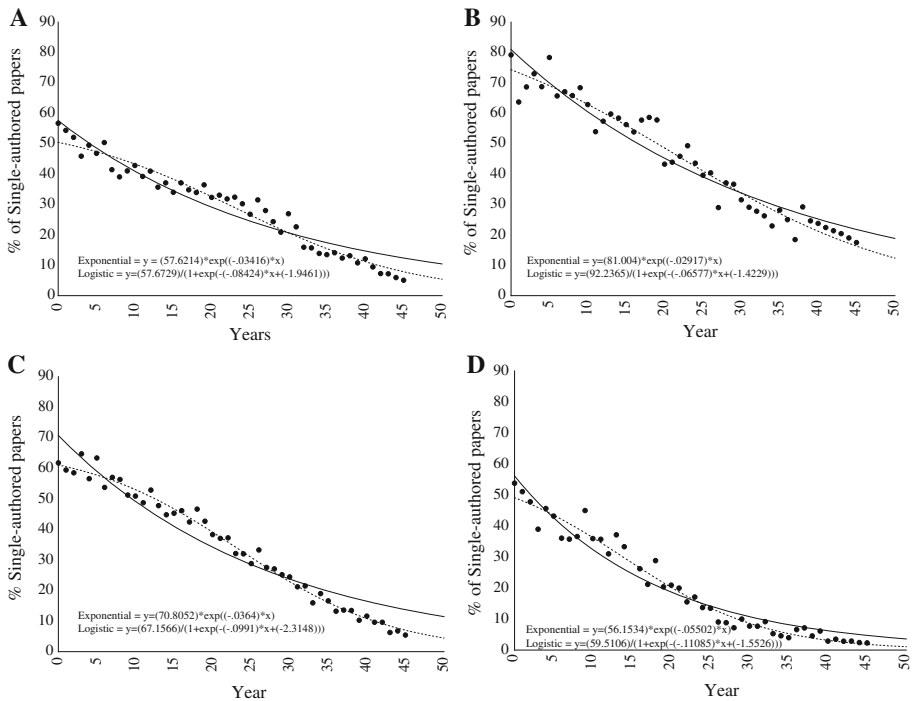 A
% of Single-authored papers
90
80
70
60
50
40
30
20
10
0
Exponential = y = (57.6214)*exp((-.03416)*x)
Logistic = y=(57.6729)/(1+exp(-(-.08424)*x+(-1.9461)))
0 5 10 15 20 25 30 35 40 45 50
Years
B
% of Single-authored papers
90
80
70
60
50
40
30
20
10
0
Exponential = y=(81.004)*exp((-.02917)*x)
Logistic = y=(92.2365)/(1+exp(-(-.06577)*x+(-1.4229)))
0 5 10 15 20 25 30 35 40 45 50
Year
C
% Single-authored papers
90
80
70
60
50
40
30
20
10
0
Exponential = y=(70.8052)*exp((-.0364)*x)
Logistic = y=(67.1566)/(1+exp(-(-.0991)*x+(-2.3148)))
0 5 10 15 20 25 30 35 40 45 50
Year
D
% of Single-authored papers
90
80
70
60
50
40
30
20
10
0
Exponential = y=(56.1534)*exp((-.05502)*x)
Logistic = y=(59.5106)/(1+exp(-(-.11085)*x+(-1.5526)))
0 5 10 15 20 25 30 35 40 45 50
Year